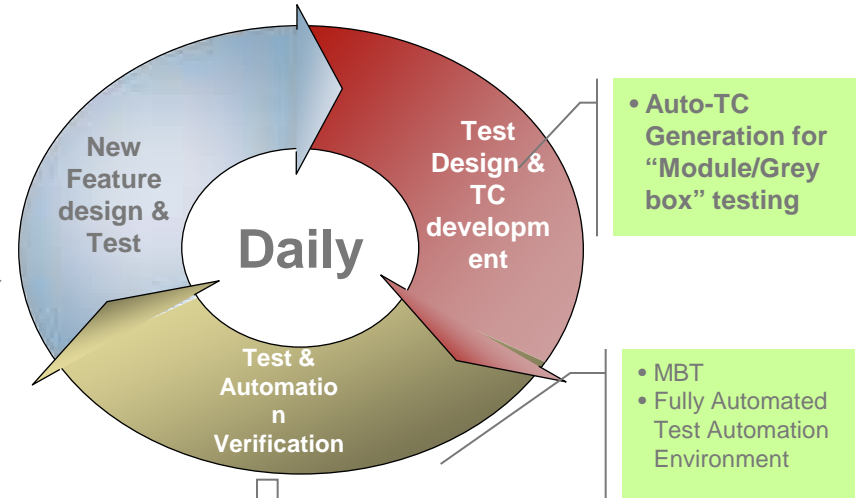 New
Feature
design &
Test
Daily
Test
Design &
TC
developm
ent
Test &
Automatio
n
Verification
• Auto-TC
Generation for
“Module/Grey
box” testing
• MBT
• Fully Automated
Test Automation
Environment